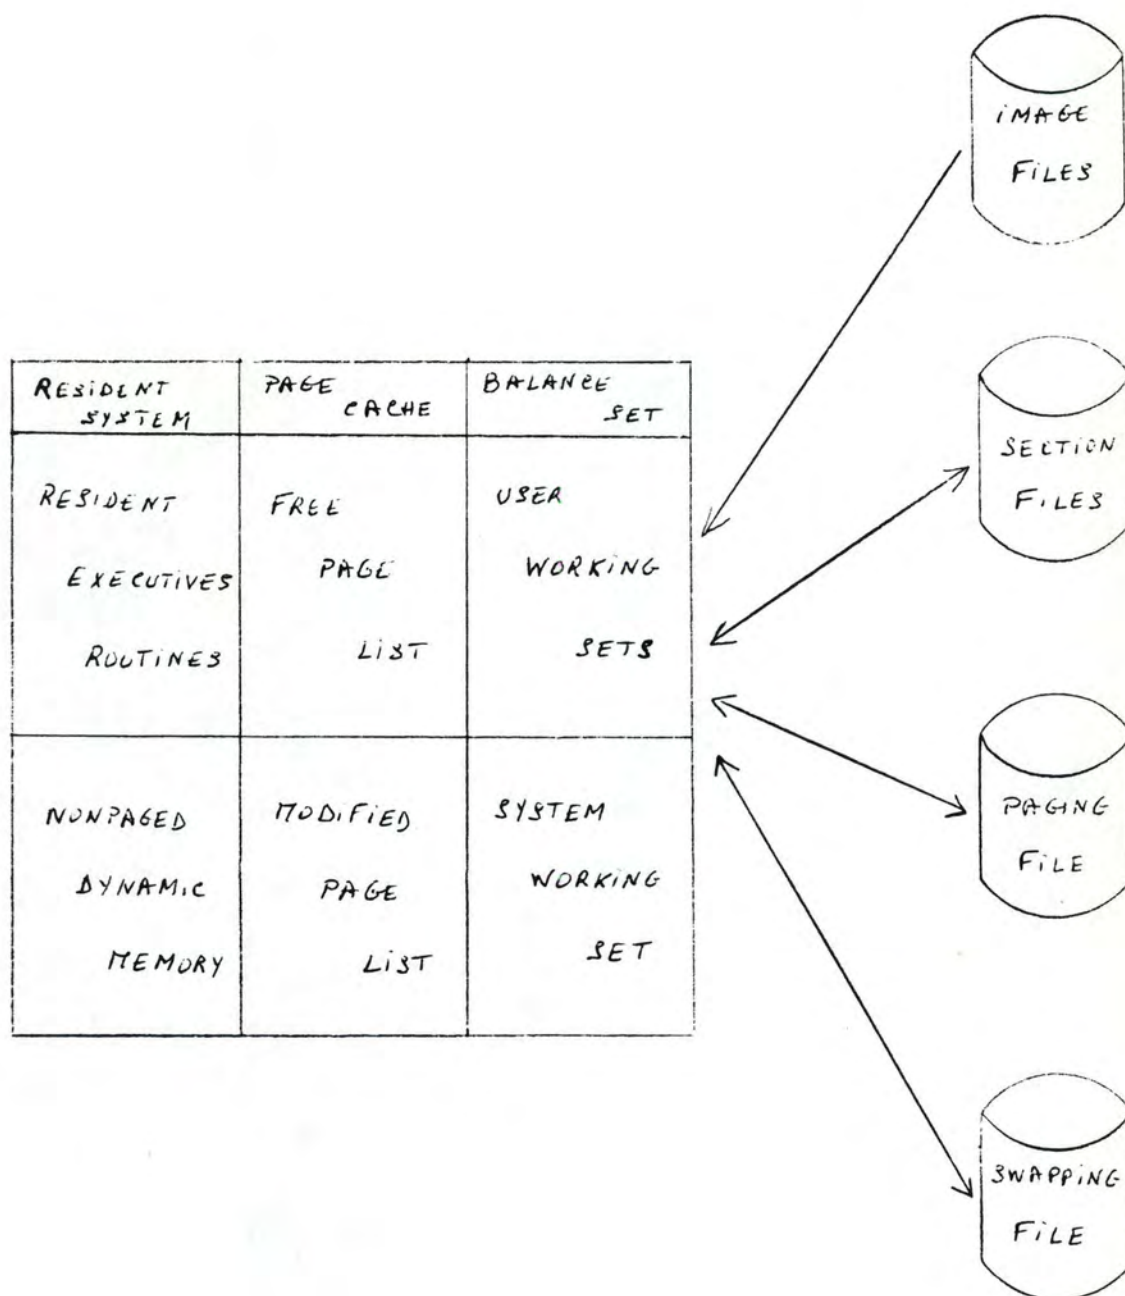 IMAGE
FILES
RESIDENT
SYSTEM
PAGE
CACHE
BALANCE
SET
SECTION
FILES
RESIDENT
EXECUTIVES
ROUTINES
FREE
PAGE
LIST
USER
WORKING
SETS
NONPAGED
DYNAMIC
MEMORY
MODIFIED
PAGE
LIST
SYSTEM
WORKING
SET
PAGING
FILE
SWAPPING
FILE